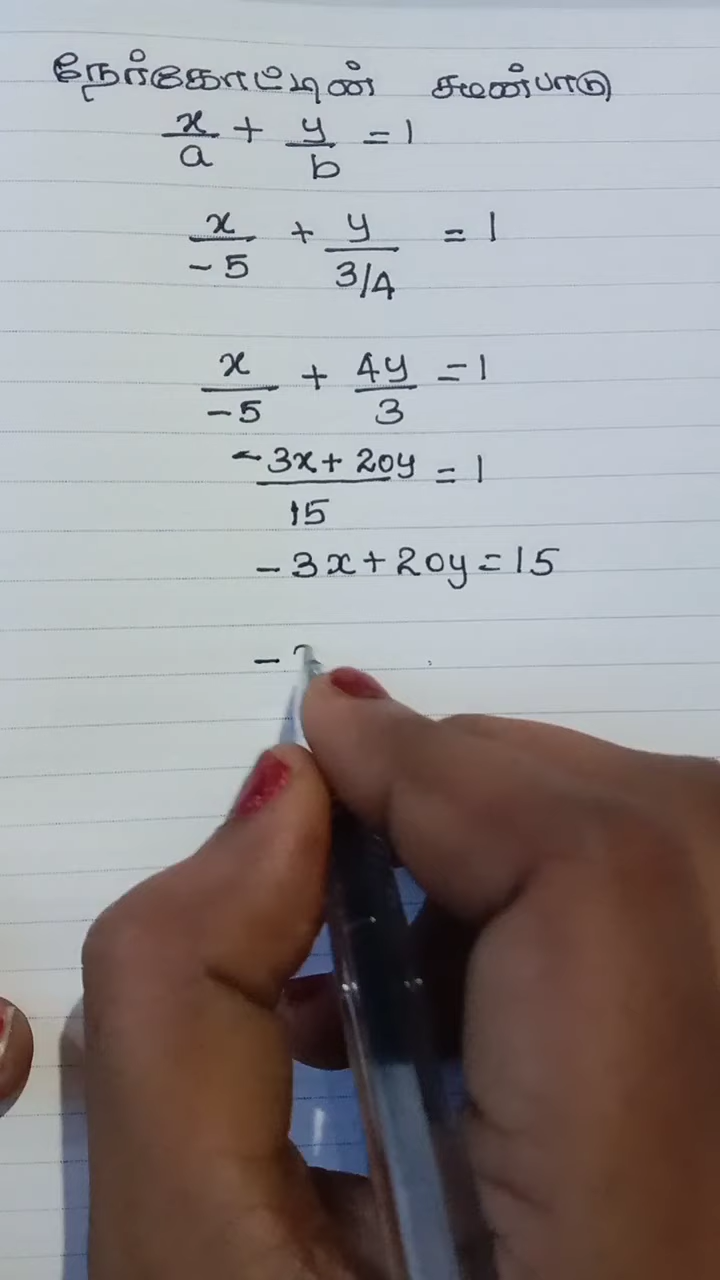 நேர்கோட்டின் சமன்பாடு
x/a + y/b = 1
x/-5 + y/(3/4) = 1
x/-5 + 4y/3 = 1
(-3x + 20y)/15 = 1
-3x + 20y = 15
-